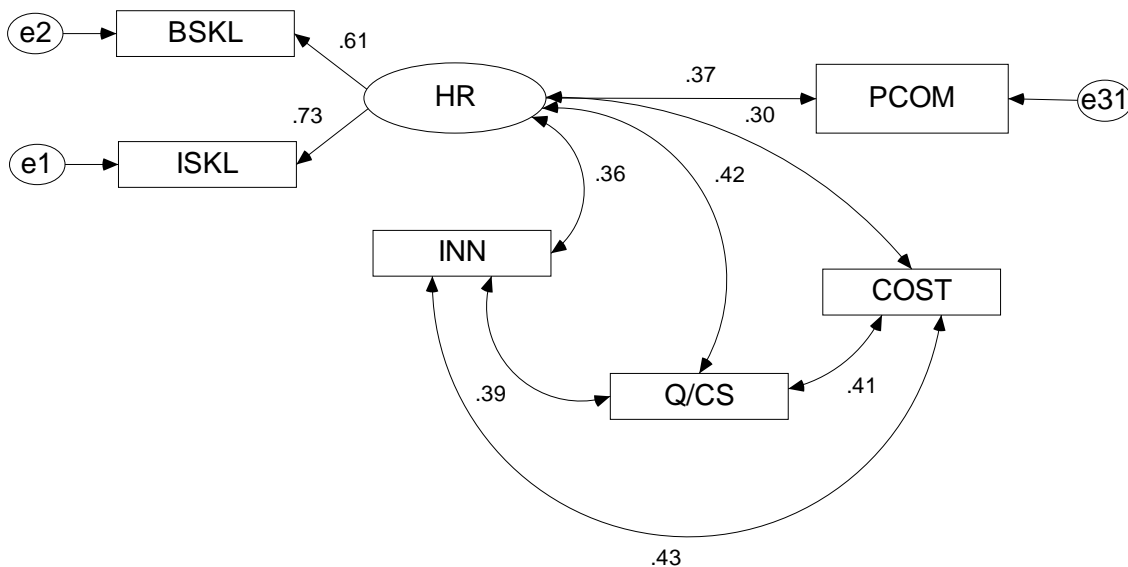 e2
BSKL
.61
HR
.37
PCOM
e31
.30
.73
e1
ISKL
.36
.42
INN
COST
.39
Q/CS
.41
.43